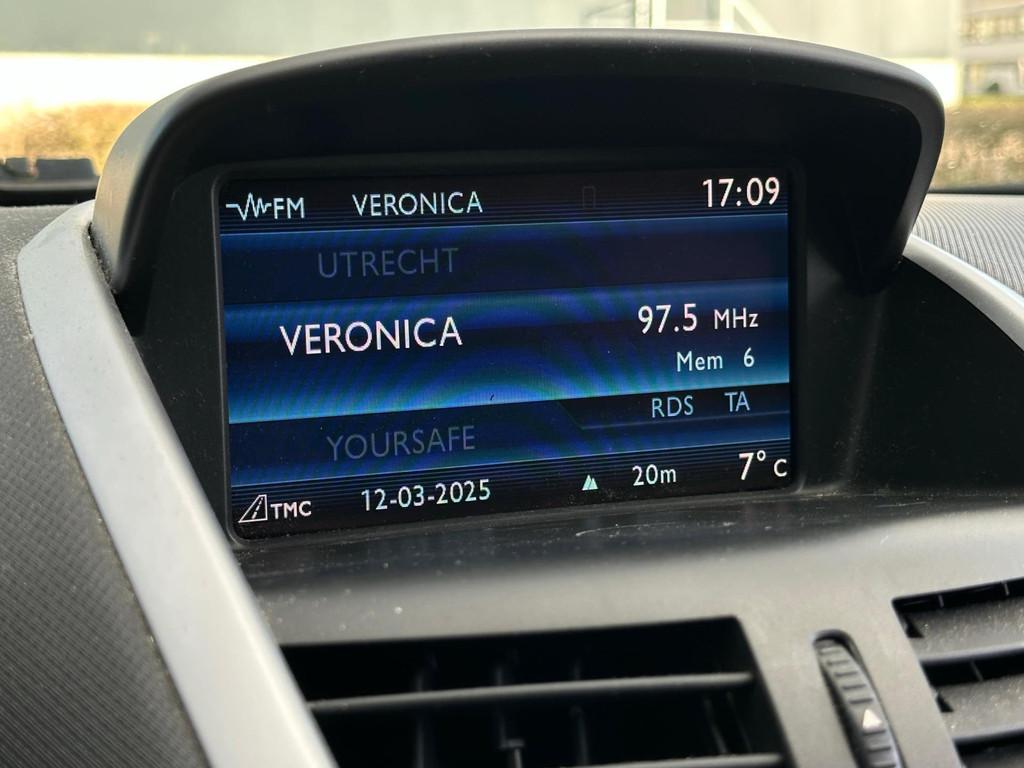 FM VERONICA 17:09
UTRECHT
VERONICA 97.5 MHz
Mem 6
RDS TA
YOURSAFE
TMC 12-03-2025 20m 7° C